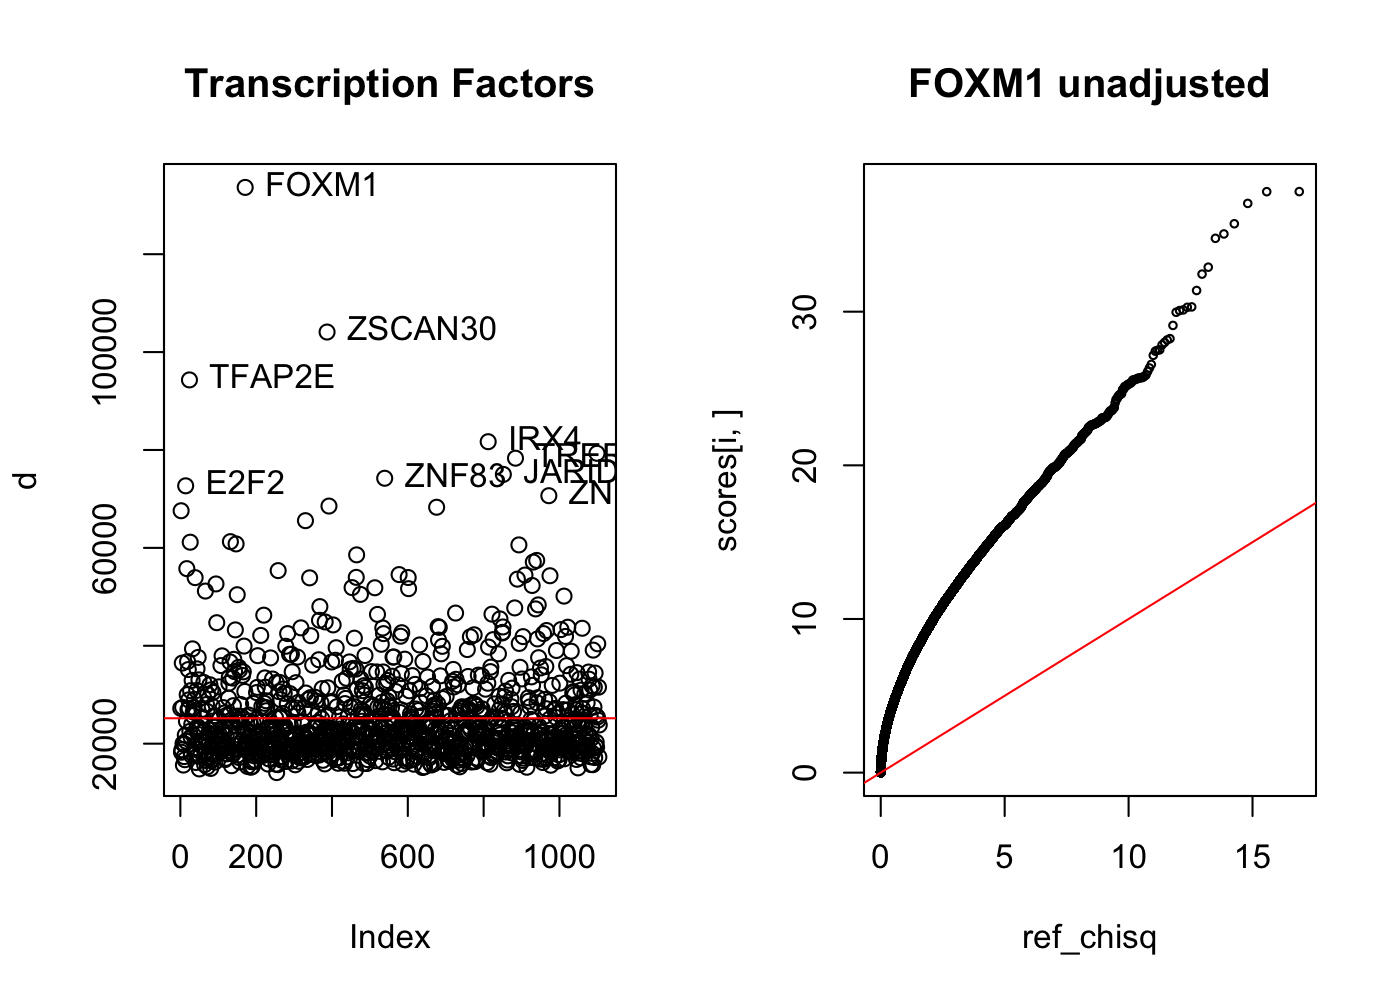 Transcription Factors
FOXM1
ZSCAN30
TFAP2E
IRX4
E2F2
ZNF83
d
20000
60000
100000
0
200
600
1000
Index
FOXM1 unadjusted
scores[i, ]
0
10
20
30
0
5
10
15
ref_chisq